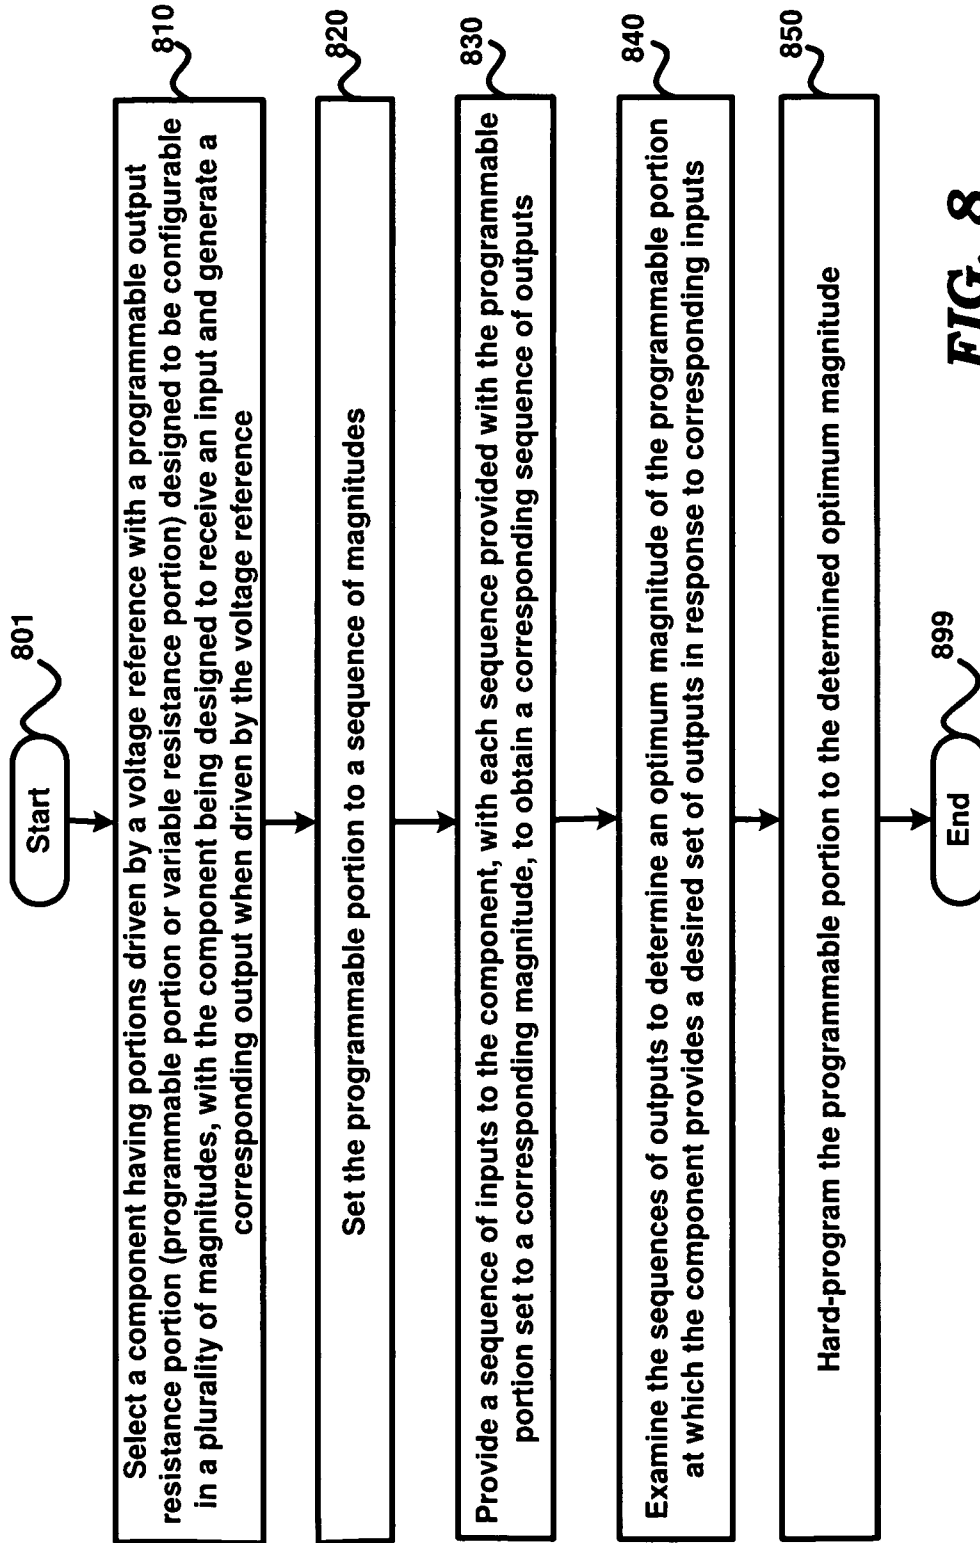 801
Start
810
Select a component having portions driven by a voltage reference with a programmable output
resistance portion (programmable portion or variable resistance portion) designed to be configurable
in a plurality of magnitudes, with the component being designed to receive an input and generate a
corresponding output when driven by the voltage reference
820
Set the programmable portion to a sequence of magnitudes
830
Provide a sequence of inputs to the component, with each sequence provided with the programmable
portion set to a corresponding magnitude, to obtain a corresponding sequence of outputs
840
Examine the sequences of outputs to determine an optimum magnitude of the programmable portion
at which the component provides a desired set of outputs in response to corresponding inputs
850
Hard-program the programmable portion to the determined optimum magnitude
899
End
FIG. 8